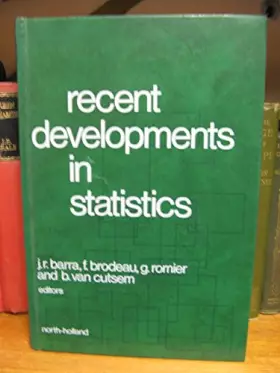 recent
developments
in
statistics
j.r. barra, f. brodeau, g. romier
and b. van cutsem
editors
north-holland